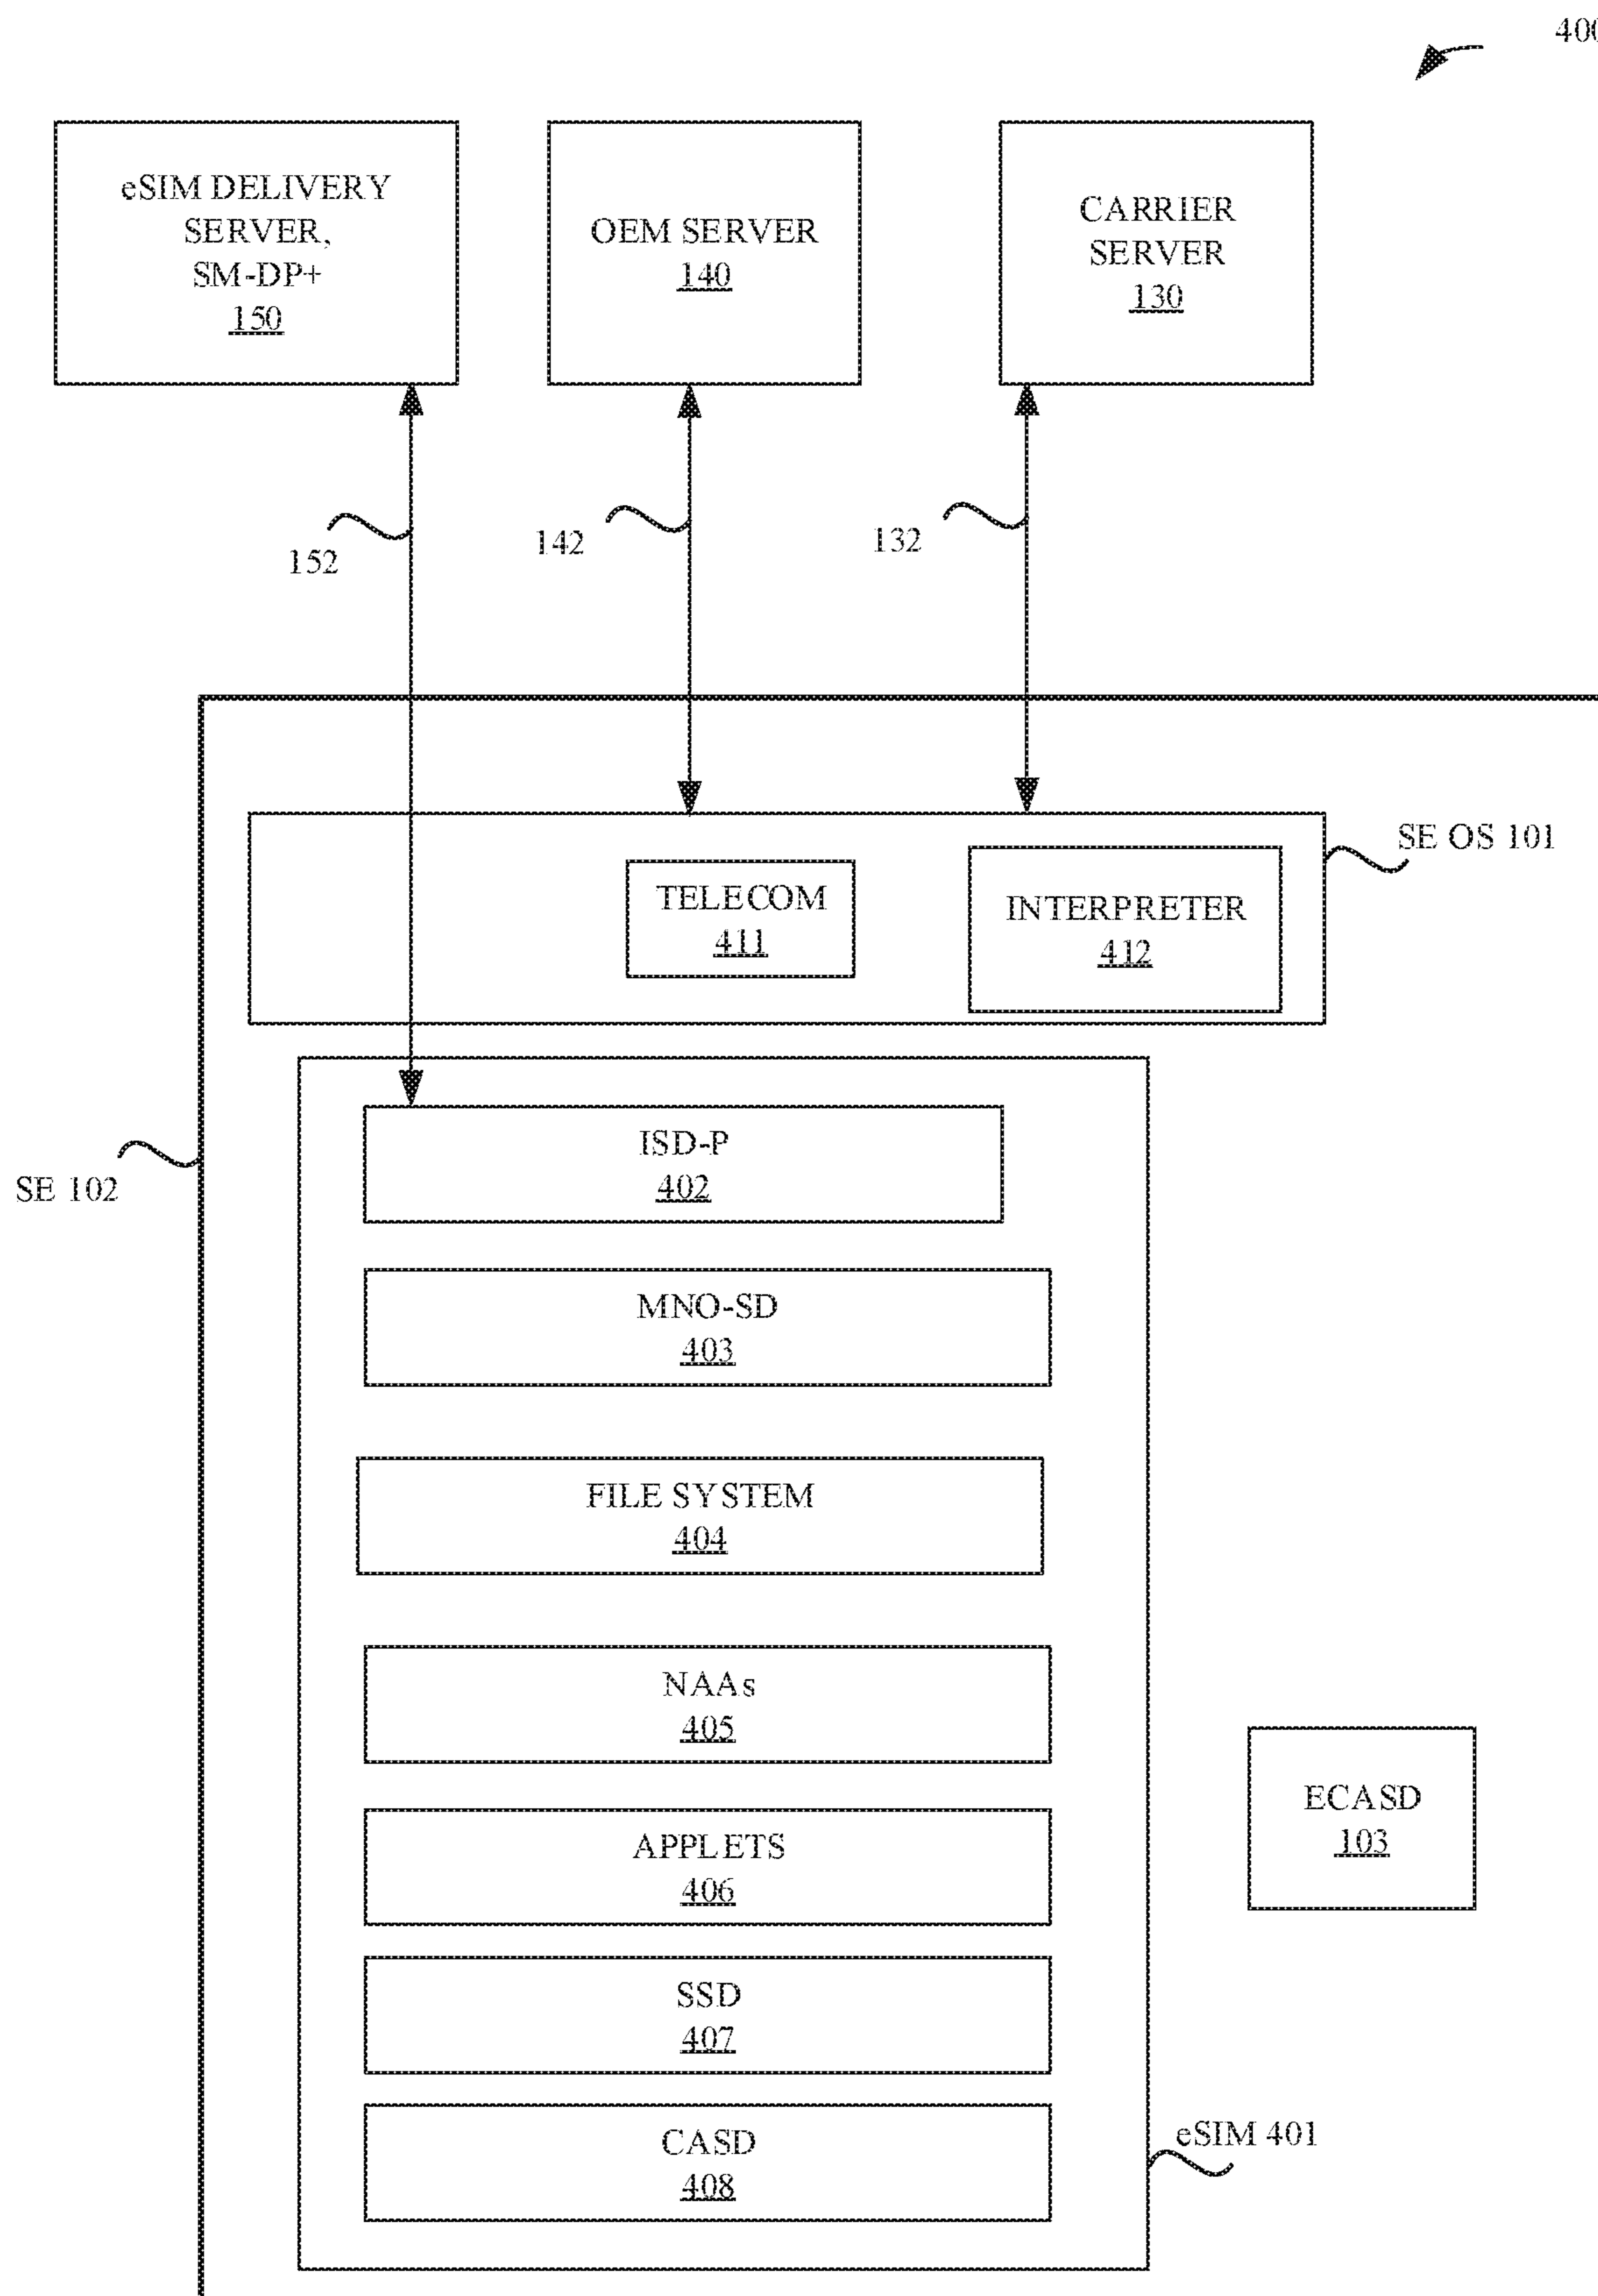 400
eSIM DELIVERY
SERVER,
SM-DP+
150
OEM SERVER
140
CARRIER
SERVER
130
152
142
132
SE OS 101
TELECOM
411
INTERPRETER
412
SE 102
ISD-P
402
MNO-SD
403
FILE SYSTEM
404
NAAs
405
ECASD
103
APPLETS
406
SSD
407
CASD
408
eSIM 401